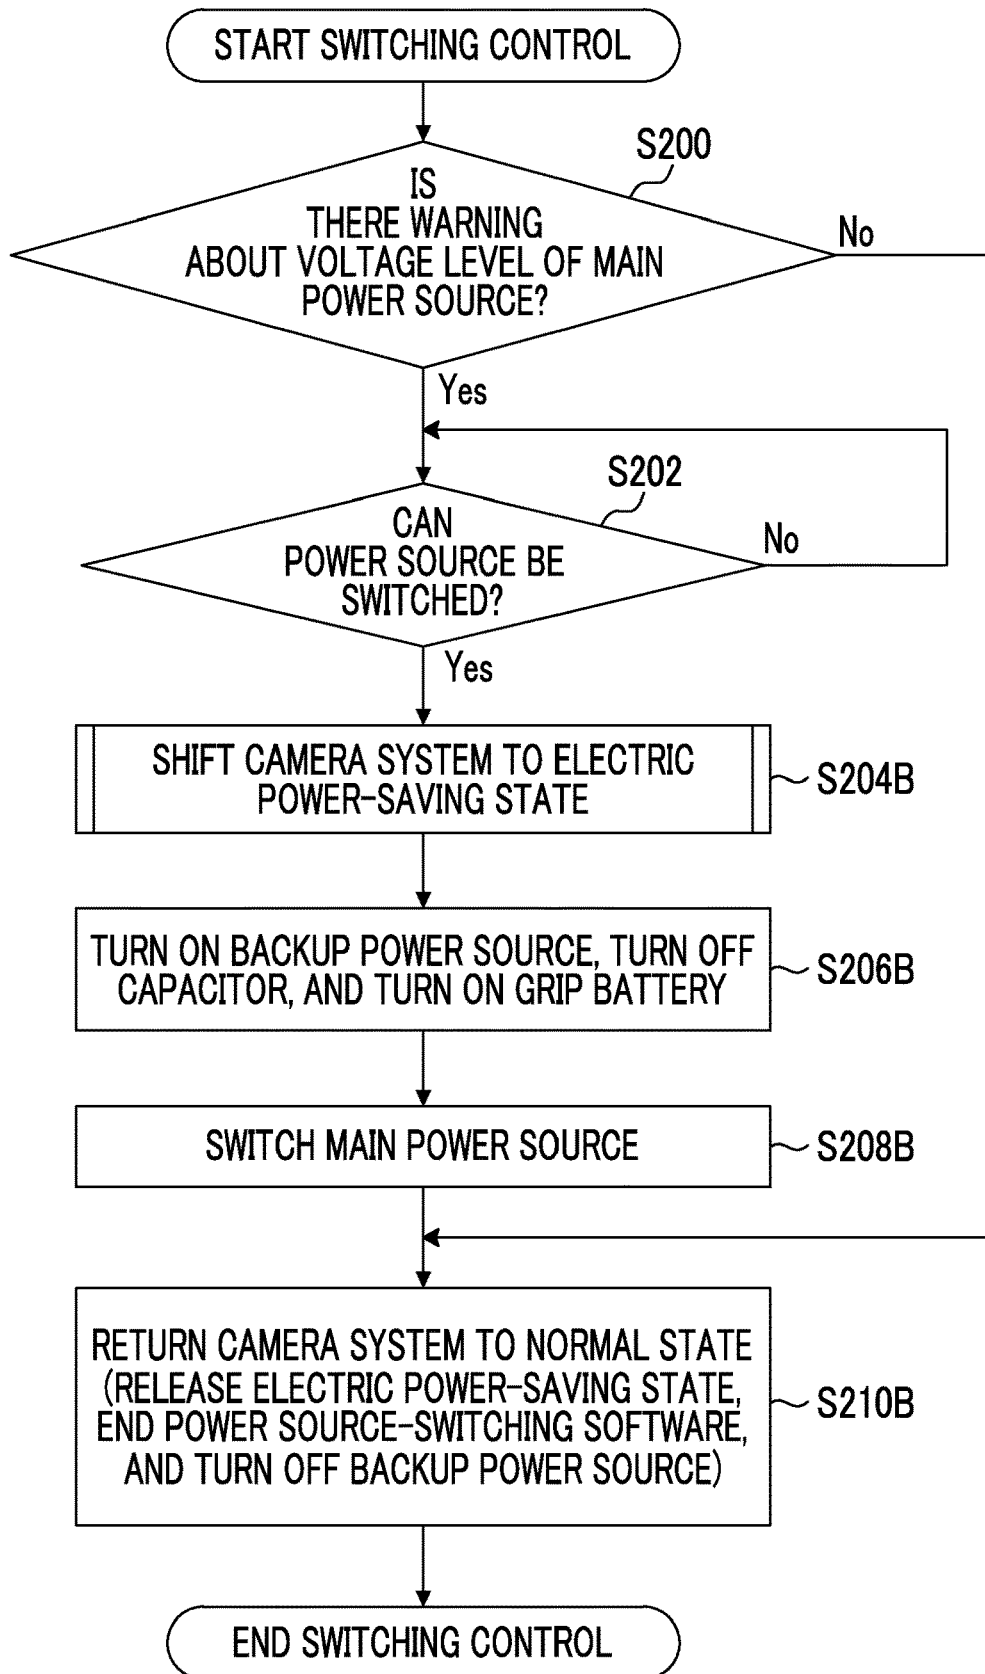 START SWITCHING CONTROL
S200
IS
THERE WARNING
ABOUT VOLTAGE LEVEL OF MAIN
POWER SOURCE?
No
Yes
S202
CAN
POWER SOURCE BE
SWITCHED?
No
Yes
SHIFT CAMERA SYSTEM TO ELECTRIC
POWER-SAVING STATE
S204B
TURN ON BACKUP POWER SOURCE, TURN OFF
CAPACITOR, AND TURN ON GRIP BATTERY
S206B
SWITCH MAIN POWER SOURCE
S208B
RETURN CAMERA SYSTEM TO NORMAL STATE
(RELEASE ELECTRIC POWER-SAVING STATE,
END POWER SOURCE-SWITCHING SOFTWARE,
AND TURN OFF BACKUP POWER SOURCE)
S210B
END SWITCHING CONTROL